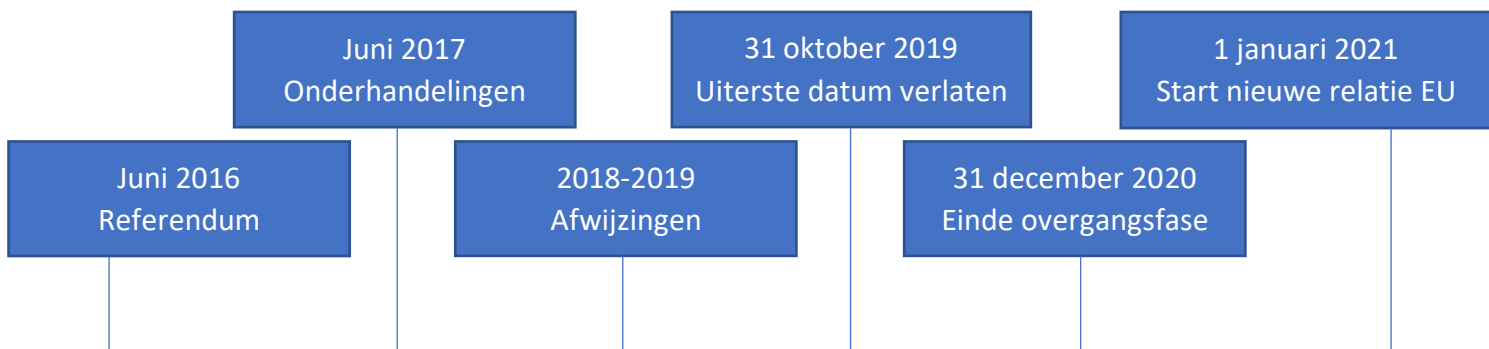 Juni 2016
Referendum
Juni 2017
Onderhandelingen
2018-2019
Afwijzingen
31 oktober 2019
Uiterste datum verlaten
31 december 2020
Einde overgangsfase
1 januari 2021
Start nieuwe relatie EU